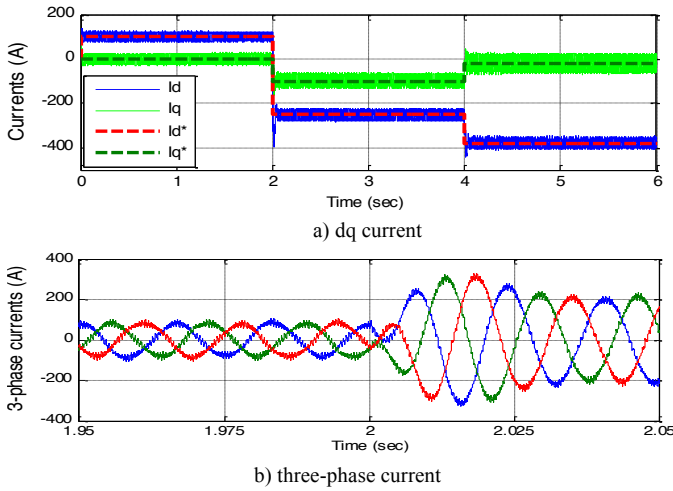 200
0
-200
-400
Currents (A)
Id
Iq
Id*
Iq*
0
1
2
3
4
5
6
Time (sec)
a) dq current
400
200
0
-200
-400
3-phase currents (A)
1.95
1.975
2
2.025
2.05
Time (sec)
b) three-phase current